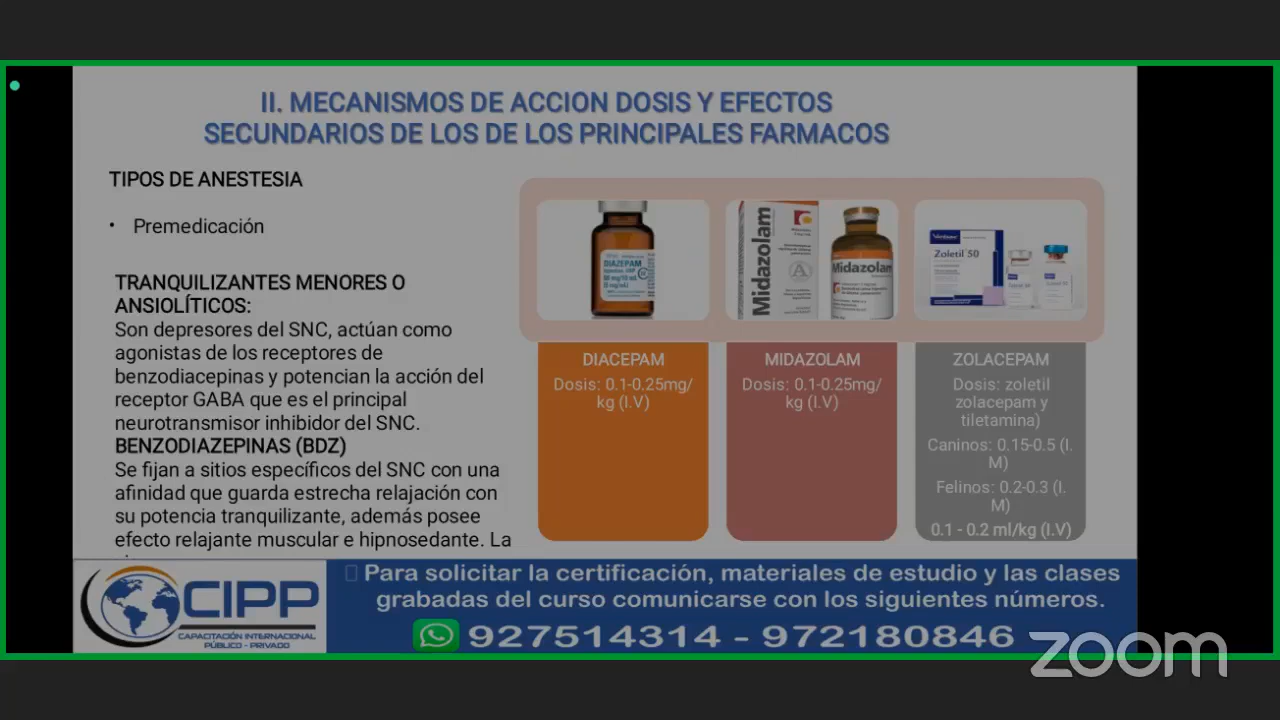 II. MECANISMOS DE ACCION DOSIS Y EFECTOS
SECUNDARIOS DE LOS DE LOS PRINCIPALES FARMACOS
TIPOS DE ANESTESIA
• Premedicación
TRANQUILIZANTES MENORES O
ANSIOLÍTICOS:
Son depresores del SNC, actúan como
agonistas de los receptores de
benzodiacepinas y potencian la acción del
receptor GABA que es el principal
neurotransmisor inhibidor del SNC.
BENZODIAZEPINAS (BDZ)
Se fijan a sitios específicos del SNC con una
afinidad que guarda estrecha relajación con
su potencia tranquilizante, además posee
efecto relajante muscular e hipnosedante. La
DIAZEPAM
Midazolam
Midazolam
Zoletil 50
DIACEPAM
Dosis: 0.1-0.25mg/
kg (I.V)
MIDAZOLAM
Dosis: 0.1-0.25mg/
kg (I.V)
ZOLACEPAM
Dosis: zoletil
zolacepam y
tiletamina)
Caninos: 0.15-0.5 (I.
M)
Felinos: 0.2-0.3 (I.
M)
0.1 - 0.2 ml/kg (I.V)
CIPP
CAPACITACIÓN INTERNACIONAL
PÚBLICO - PRIVADO
Para solicitar la certificación, materiales de estudio y las clases
grabadas del curso comunicarse con los siguientes números.
927514314 - 972180846
zoom